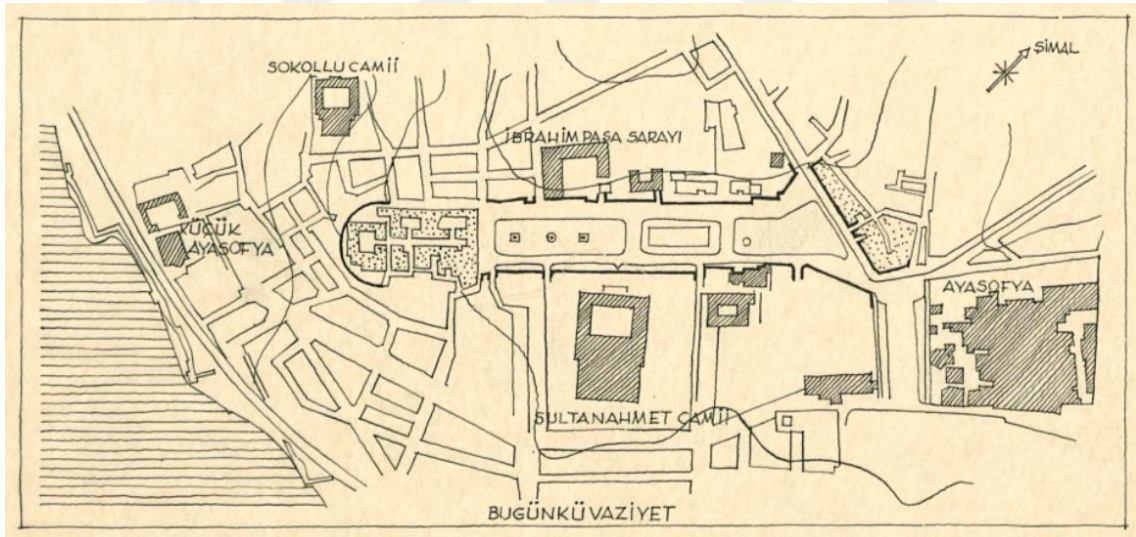 ŞİMAL
SOKOLLU CAMİİ
İBRAHİM PAŞA SARAYI
KÜÇÜK
AYASOFYA
AYASOFYA
SULTANAHMET CAMİİ
BUGÜNKÜ VAZİYET